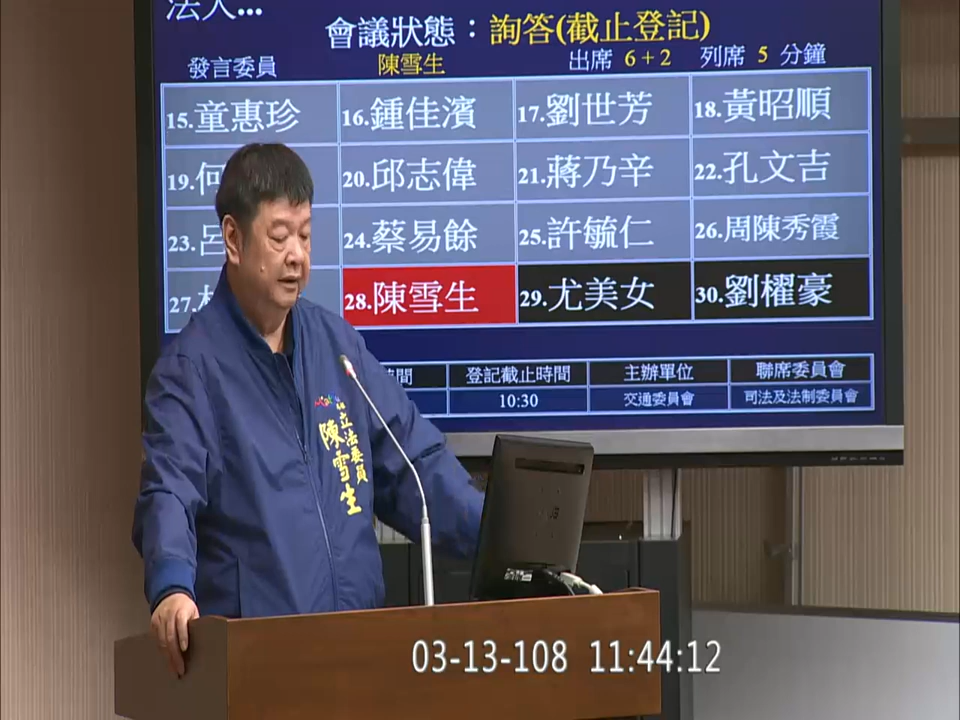 法人...
會議狀態：詢答(截止登記)
發言委員 陳雪生 出席 6+2 列席 5 分鐘
15.童惠珍 16.鍾佳濱 17.劉世芳 18.黃昭順
19.何 20.邱志偉 21.蔣乃辛 22.孔文吉
23.呂 24.蔡易餘 25.許毓仁 26.周陳秀霞
27. 28.陳雪生 29.尤美女 30.劉櫂豪
間 登記截止時間 主辦單位 聯席委員會
10:30 交通委員會 司法及法制委員會
立法委員
陳雪生
03-13-108 11:44:12